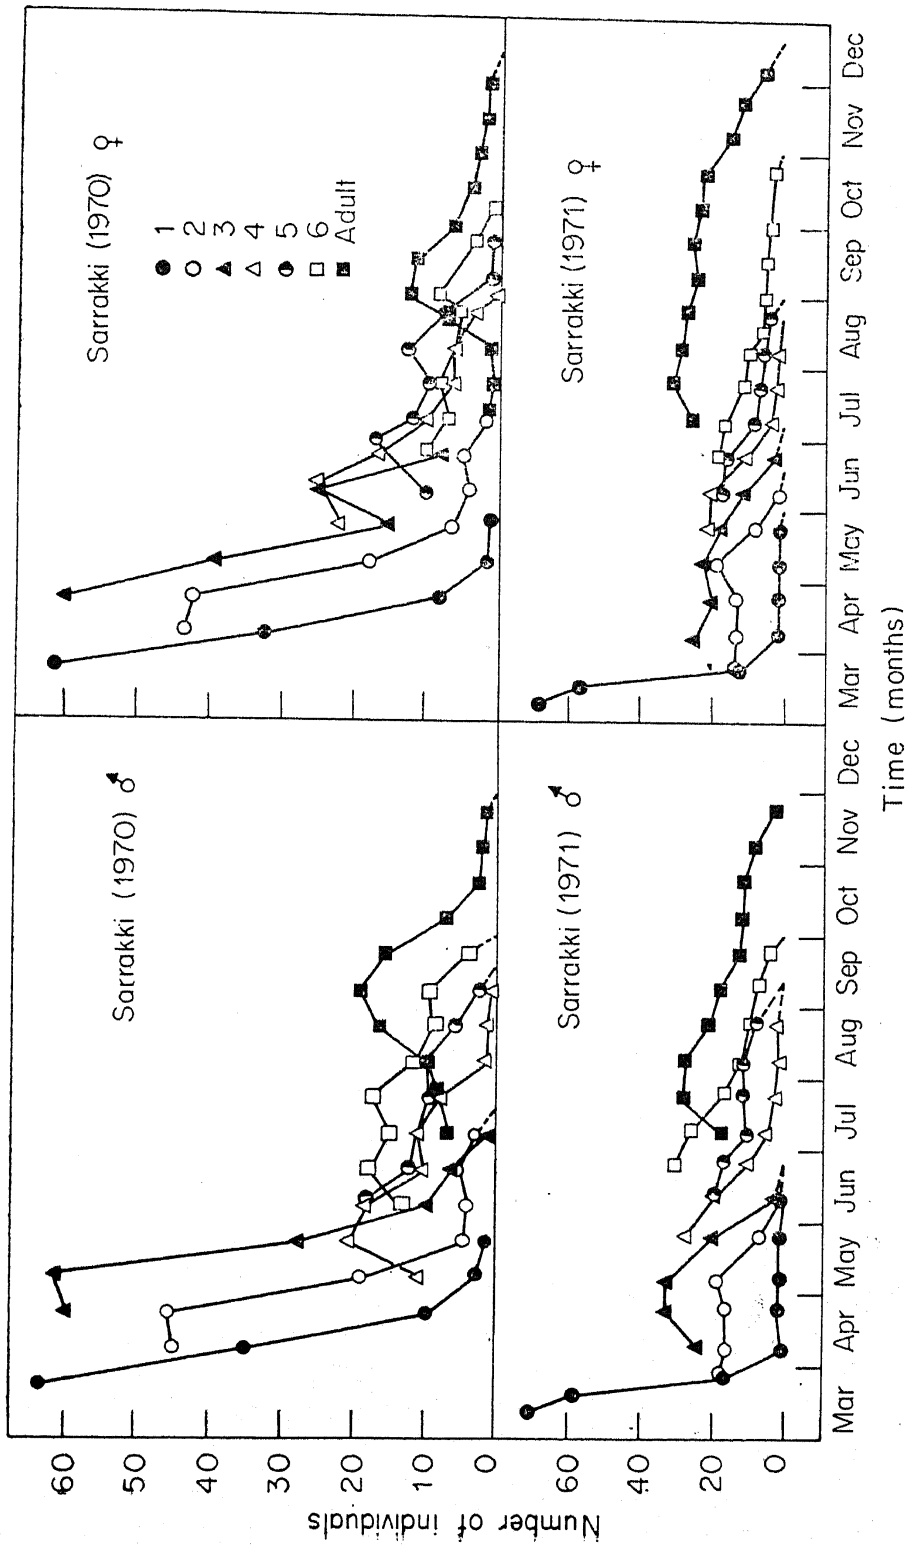 Sarrakki (1970) ♂
Sarrakki (1970) ♀
1
2
3
4
5
6
Adult
60
40
30
20
10
0
Sarrakki (1971) ♂
Sarrakki (1971) ♀
60
40
20
0
Mar Apr May Jun Jul Aug Sep Oct Nov Dec
Mar Apr May Jun Jul Aug Sep Oct Nov Dec
Time (months)
Number of individuals